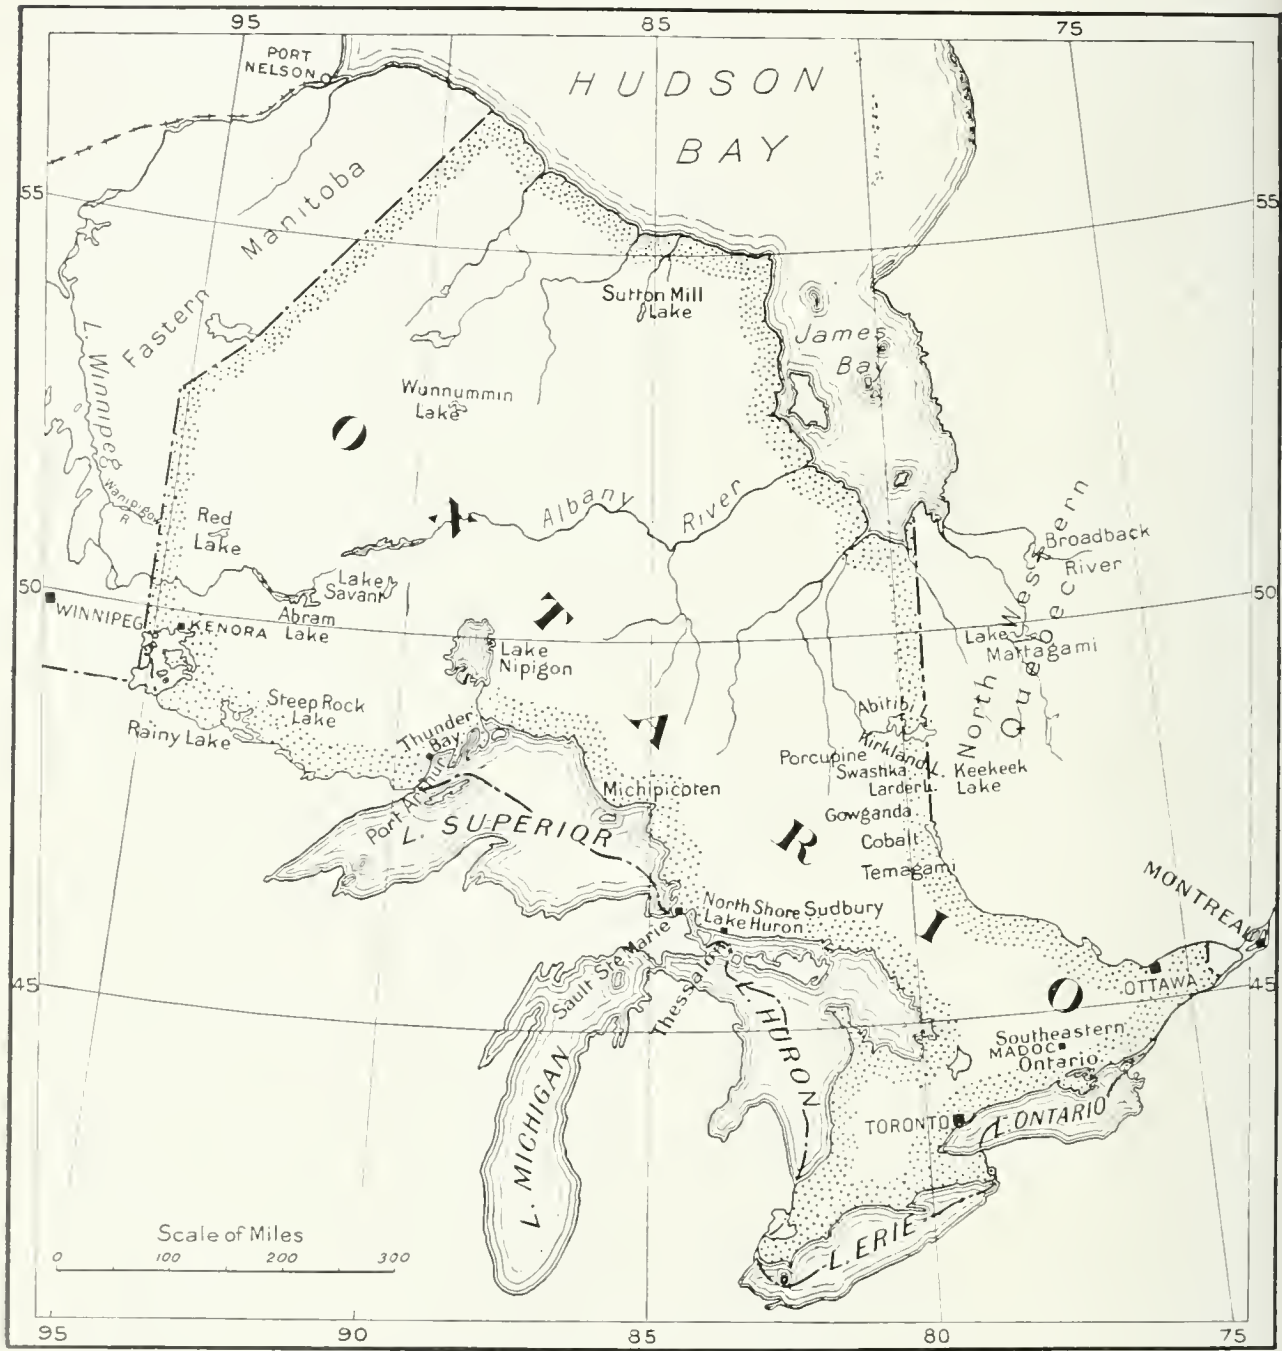 95 85 75
PORT
NELSON
HUDSON
BAY
55
55
Eastern Manitoba
L. Winnipeg
Sutton Mill
Lake
James
Bay
Wunnummin
Lake
O N T A R I O
Albany River
Red
Lake
North Western
Quebec
Broadback
River
50
50
WINNIPEG
KENORA
Lake
Savant
Abram
Lake
Lake
Nipigon
Lake
Mattagami
Steep Rock
Lake
Rainy Lake
Thunder
Bay
Port Arthur
Abitibi L.
Kirkland L.
Porcupine
Swashka
Larder L.
Keekeek
Lake
Michipicoten
Gowganda
Cobalt
Temagami
L. SUPERIOR
MONTREAL
North Shore
Lake Huron
Sudbury
Sault Ste Marie
Thessalon
45
45
OTTAWA
L. HURON
L. MICHIGAN
Southeastern
MADOC
Ontario
TORONTO
L. ONTARIO
L. ERIE
Scale of Miles
0 100 200 300
95 90 85 80 75